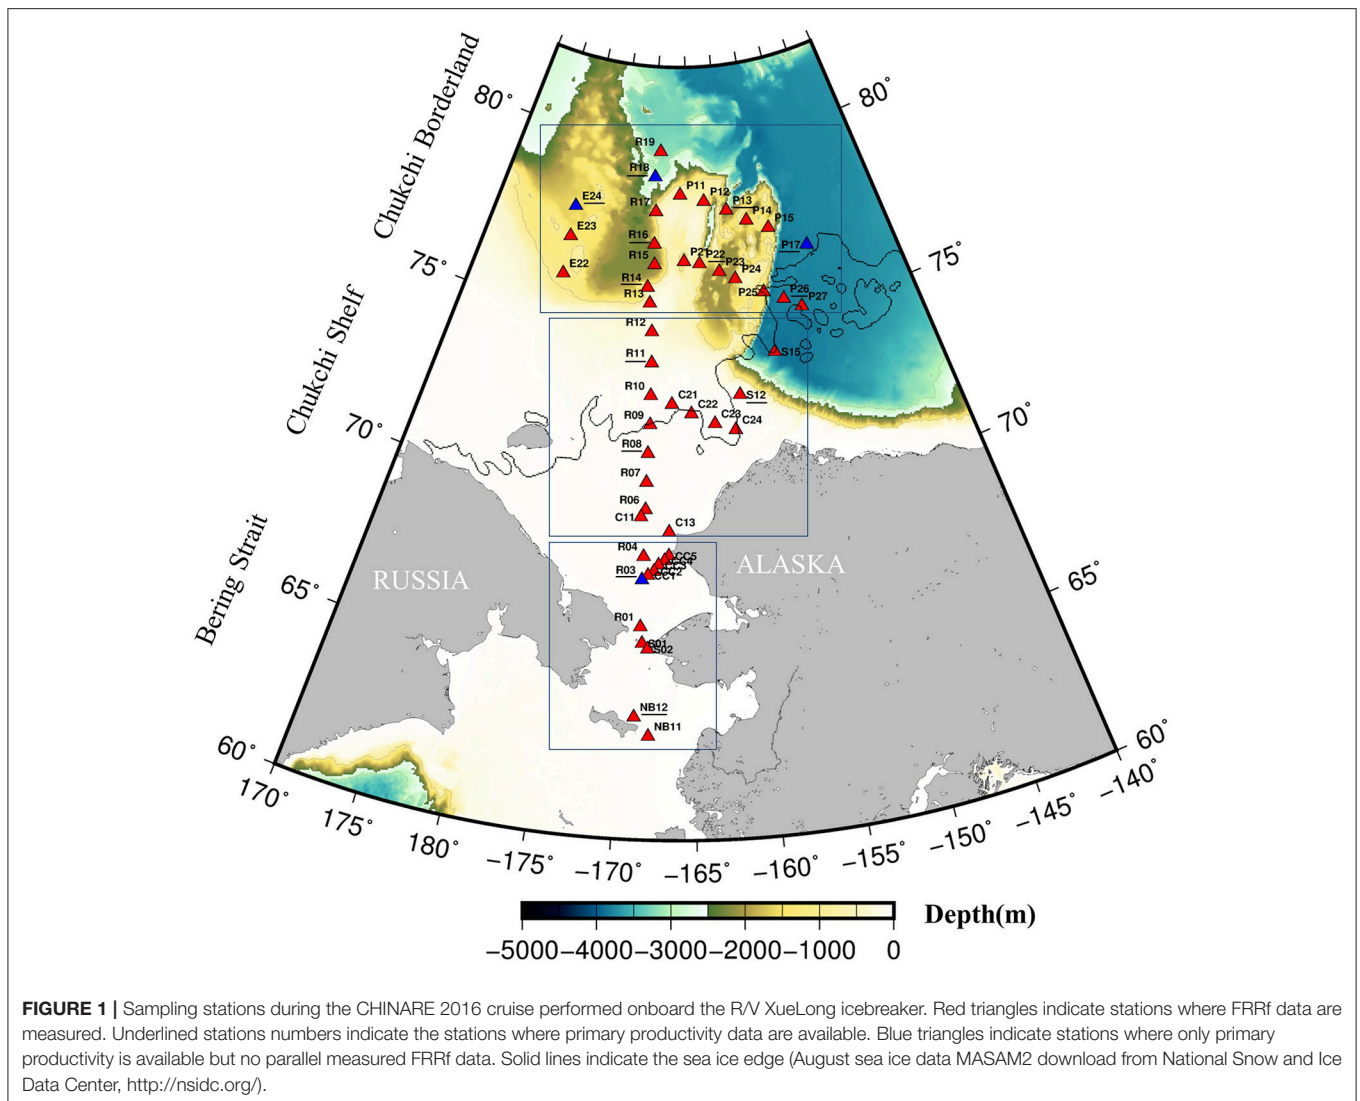 Chukchi Borderland
Chukchi Shelf
Bering Strait
80°
80°
75°
75°
70°
70°
65°
65°
60°
60°
170°
175°
180°
−175°
−170°
−165°
−160°
−155°
−150°
−145°
−140°
R19
R18
E24
P11
P12
R17
P13
P14
P15
E23
R16
P17
R15
P21
P22
P23
E22
R14
P24
R13
P25
P26
P27
R12
S15
R11
R10
C21
S12
C22
R09
C23
C24
R08
R07
R06
C11
C13
R04
CC5
CC4
CC3
CC2
CC1
R03
RUSSIA
ALASKA
R01
S01
S02
NB12
NB11
Depth(m)
−5000−4000−3000−2000−1000 0
FIGURE 1 | Sampling stations during the CHINARE 2016 cruise performed onboard the R/V XueLong icebreaker. Red triangles indicate stations where FRRf data are
measured. Underlined stations numbers indicate the stations where primary productivity data are available. Blue triangles indicate stations where only primary
productivity is available but no parallel measured FRRf data. Solid lines indicate the sea ice edge (August sea ice data MASAM2 download from National Snow and Ice
Data Center, http://nsidc.org/).